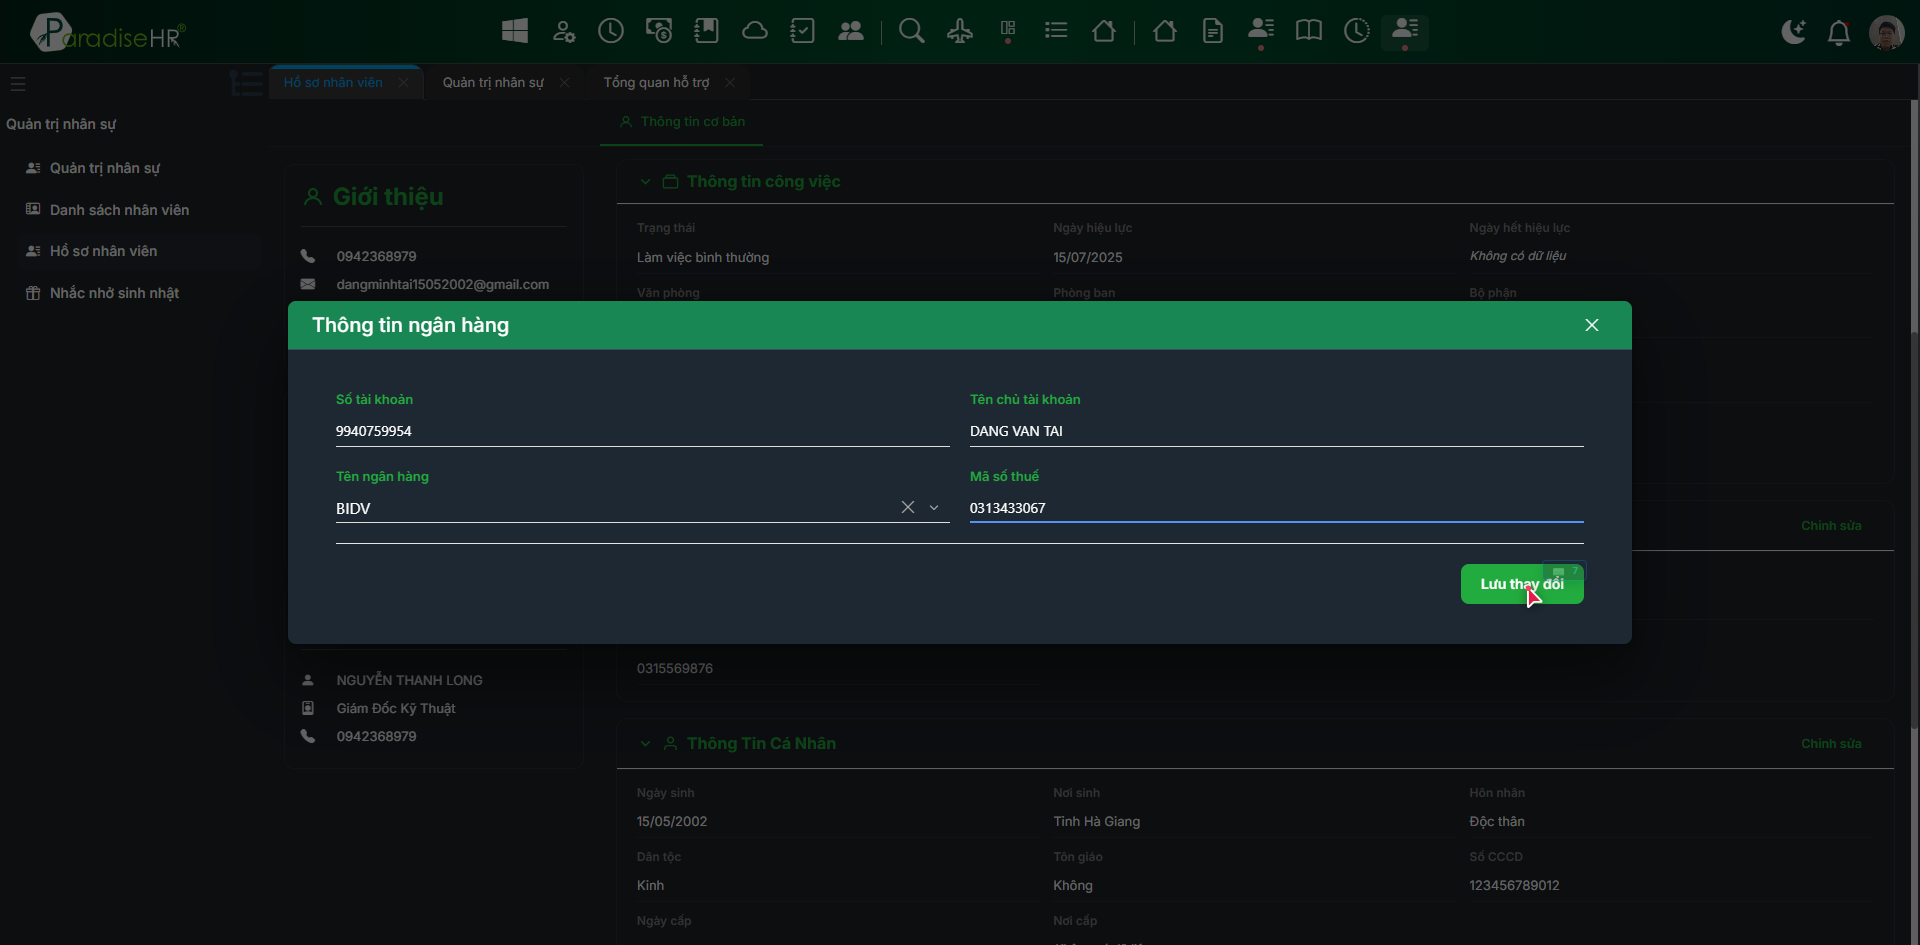 ParadiseHR®
Hồ sơ nhân viên
Quản trị nhân sự
Tổng quan hỗ trợ
Quản trị nhân sự
Quản trị nhân sự
Danh sách nhân viên
Hồ sơ nhân viên
Nhắc nhở sinh nhật
Thông tin cơ bản
Giới thiệu
0942368979
dangminhtai15052002@gmail.com
Thông tin công việc
Trạng thái
Ngày hiệu lực
Ngày hết hiệu lực
Làm việc bình thường
15/07/2025
Không có dữ liệu
Văn phòng
Phòng ban
Bộ phận
Thông tin ngân hàng
Số tài khoản
Tên chủ tài khoản
9940759954
DANG VAN TAI
Tên ngân hàng
Mã số thuế
BIDV
0313433067
Chỉnh sửa
7
Lưu thay đổi
0315569876
NGUYỄN THANH LONG
Giám Đốc Kỹ Thuật
0942368979
Thông Tin Cá Nhân
Chỉnh sửa
Ngày sinh
Nơi sinh
Hôn nhân
15/05/2002
Tỉnh Hà Giang
Độc thân
Dân tộc
Tôn giáo
Số CCCD
Kinh
Không
123456789012
Ngày cấp
Nơi cấp